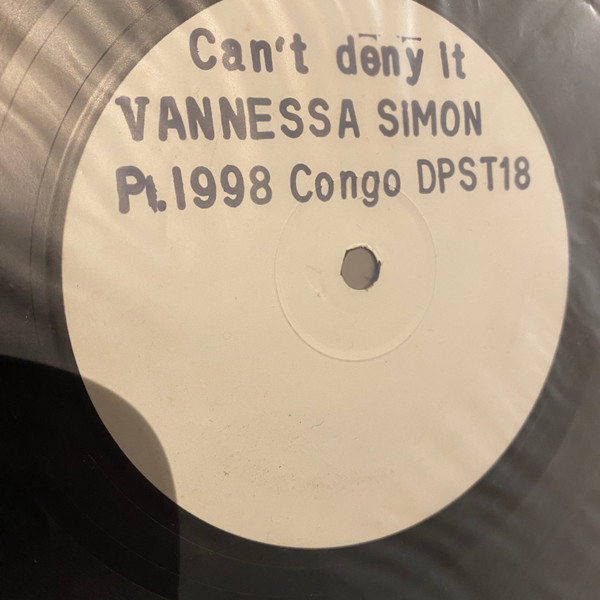 Can't deny It
VANNESSA SIMON
Pt.1998 Congo DPST18